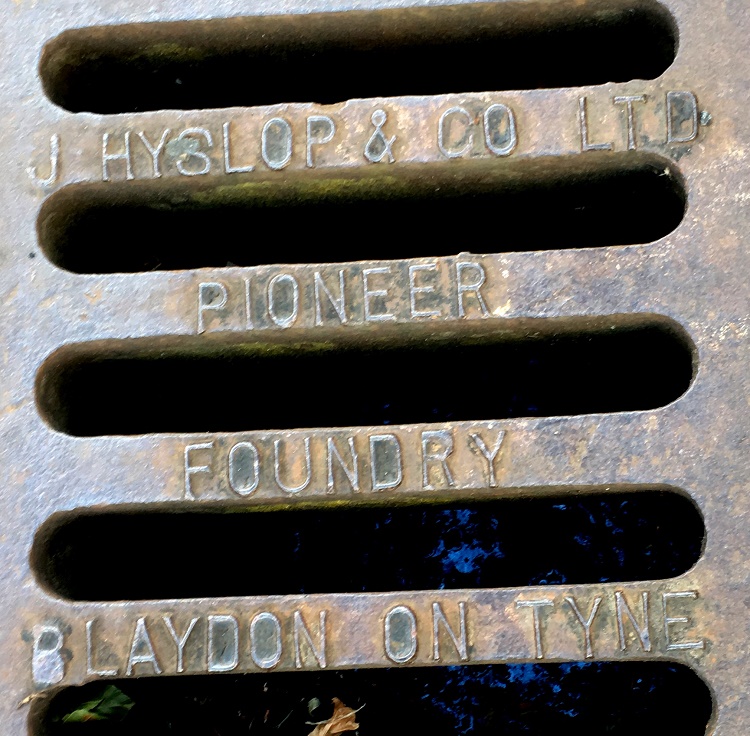 J HYSLOP & CO LTD
PIONEER
FOUNDRY
BLAYDON ON TYNE